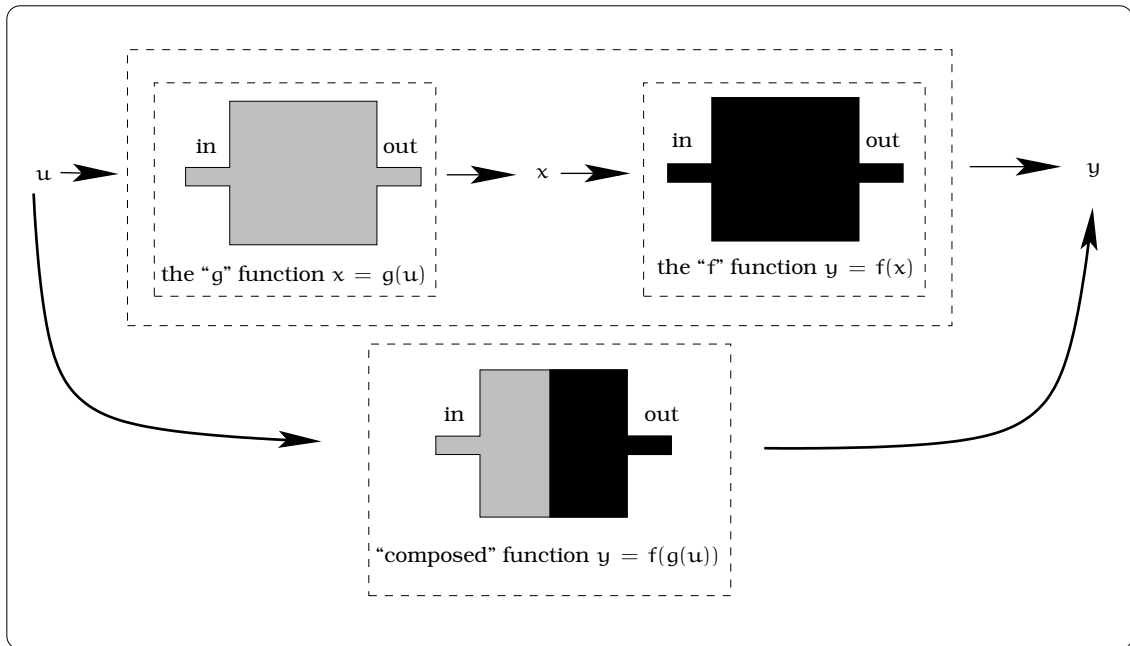 in
out
in
out
u
x
y
the “g” function x = g(u)
the “f” function y = f(x)
in
out
“composed” function y = f(g(u))